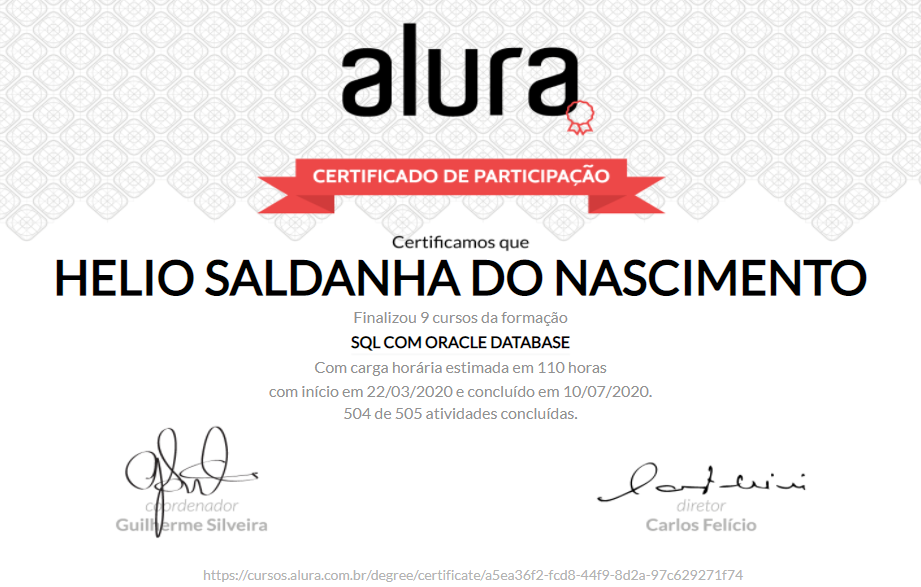 alura
CERTIFICADO DE PARTICIPAÇÃO
Certificamos que
HELIO SALDANHA DO NASCIMENTO
Finalizou 9 cursos da formação
SQL COM ORACLE DATABASE
Com carga horária estimada em 110 horas
com início em 22/03/2020 e concluído em 10/07/2020.
504 de 505 atividades concluídas.
coordenador
Guilherme Silveira
diretor
Carlos Felício
https://cursos.alura.com.br/degree/certificate/a5ea36f2-fcd8-44f9-8d2a-97c629271f74